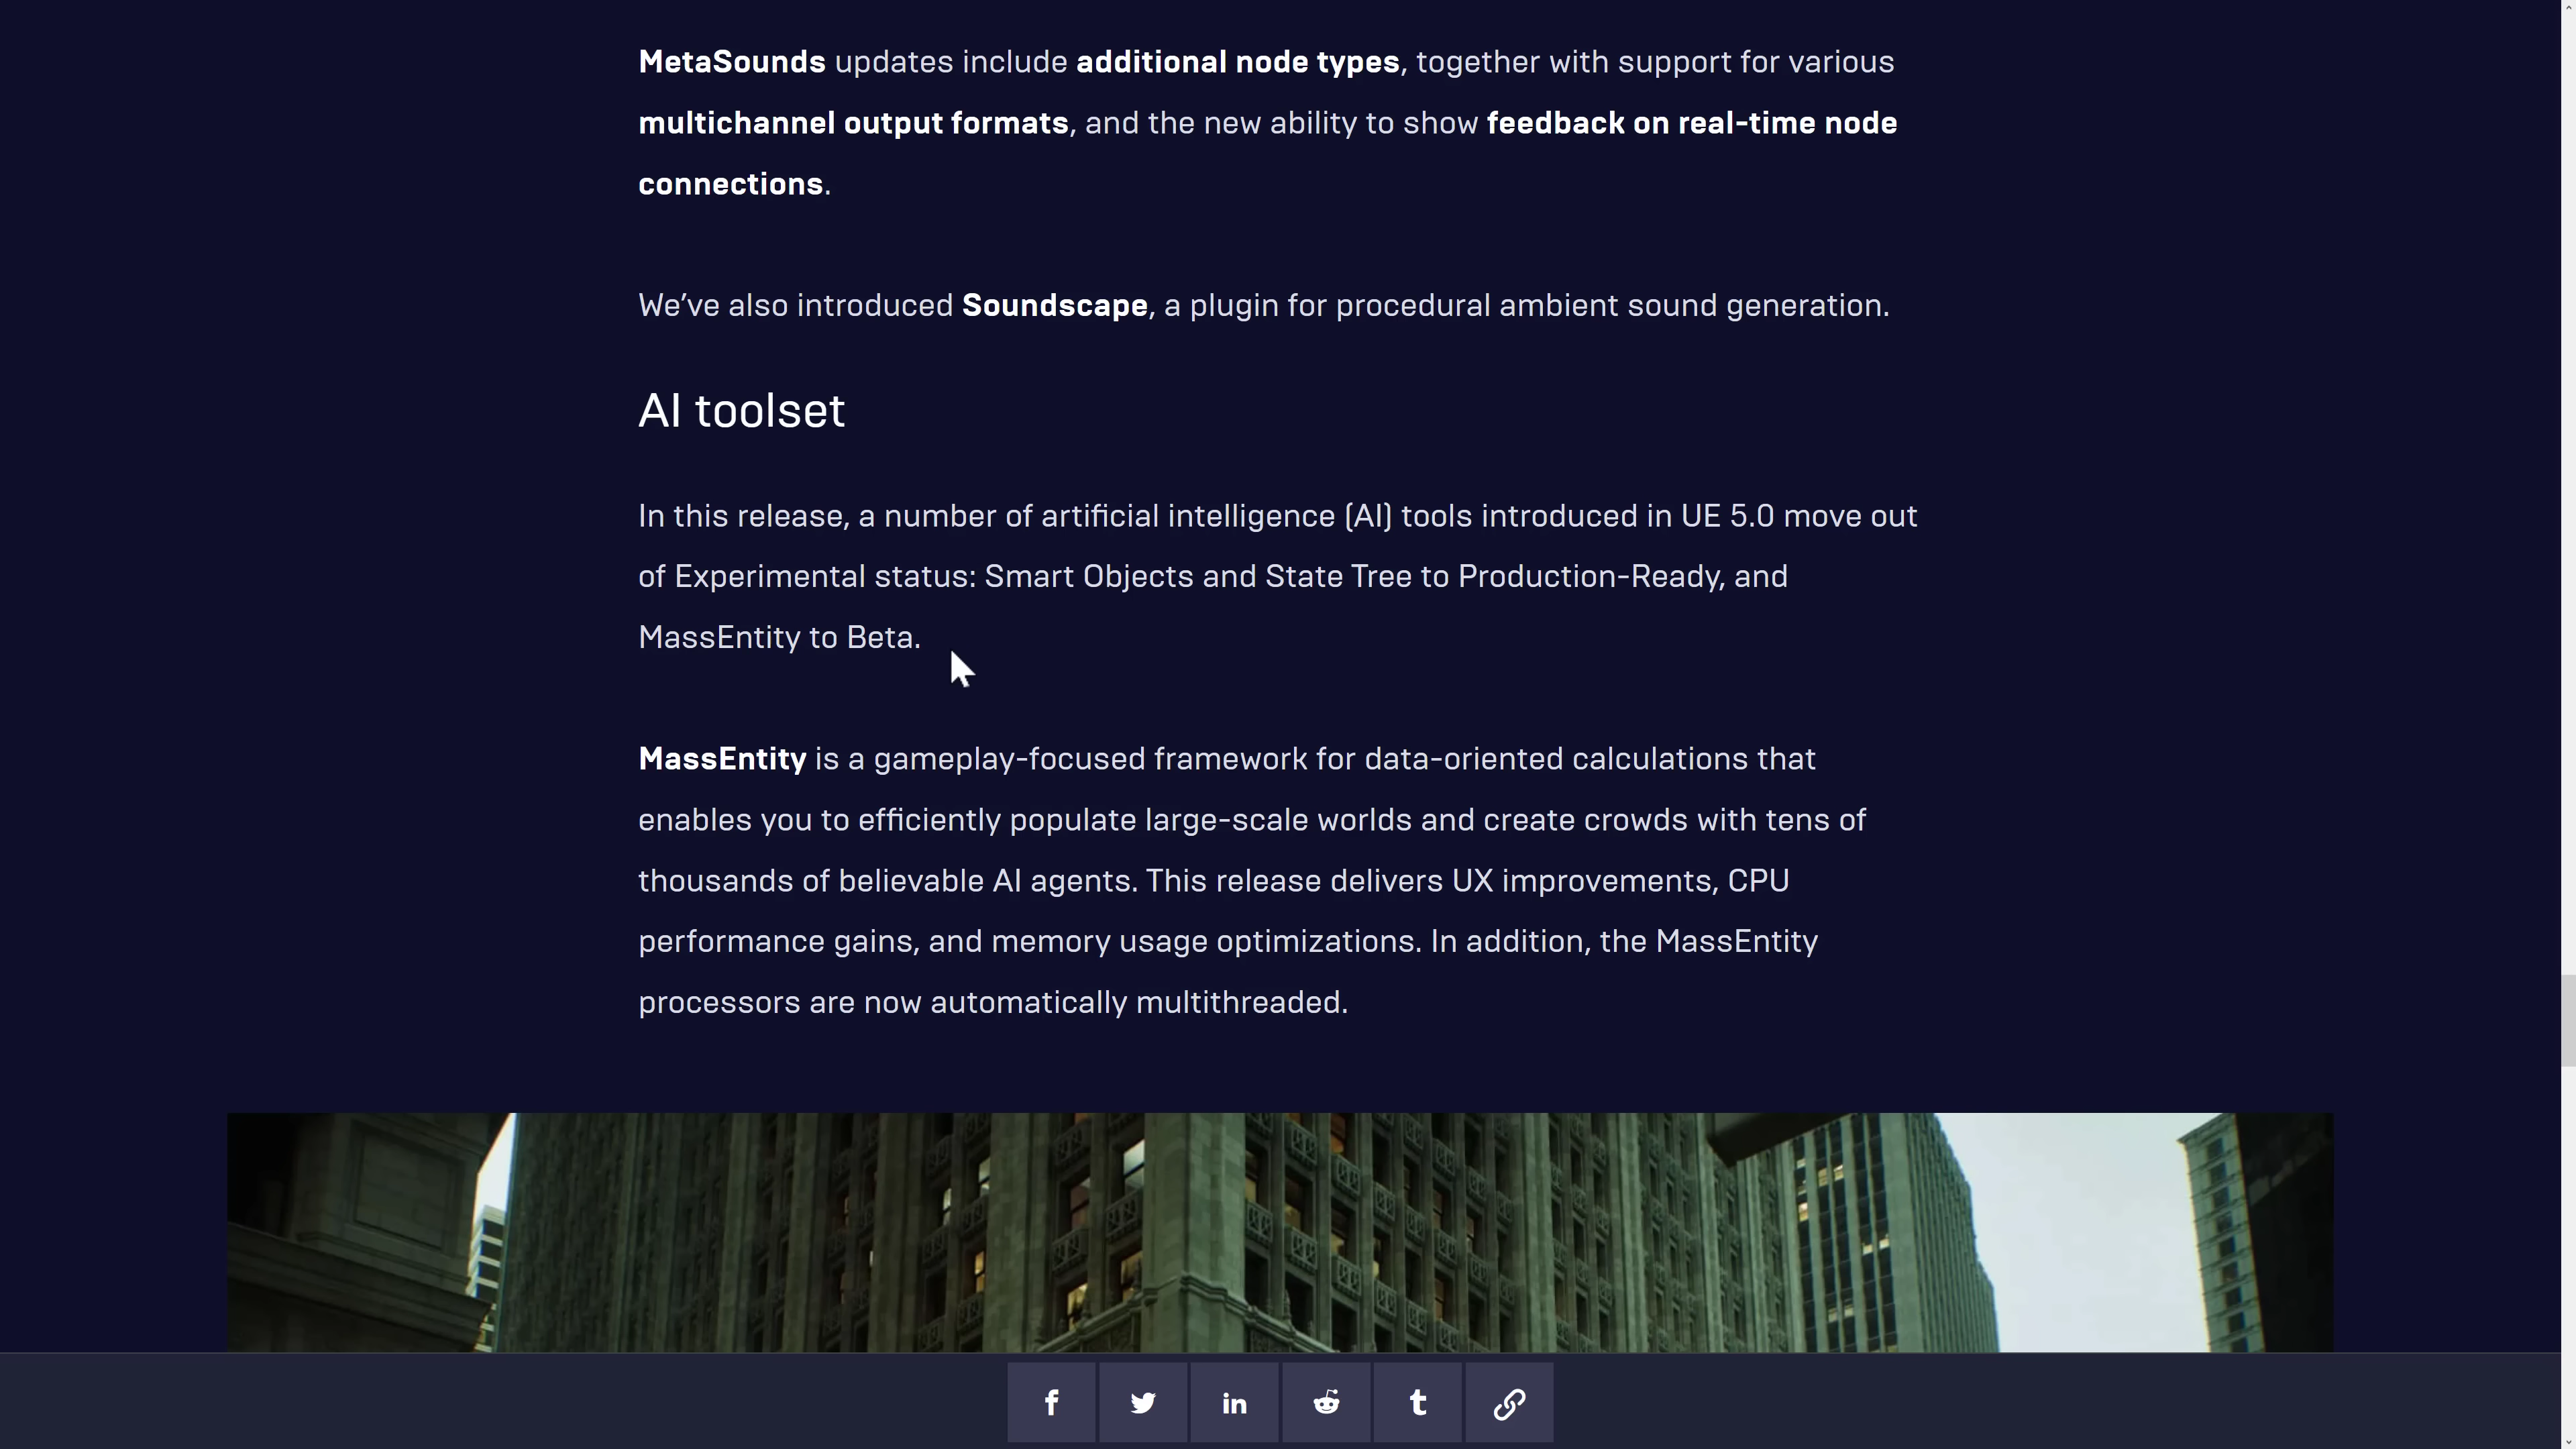 MetaSounds updates include additional node types, together with support for various
multichannel output formats, and the new ability to show feedback on real-time node
connections.
We’ve also introduced Soundscape, a plugin for procedural ambient sound generation.
AI toolset
In this release, a number of artificial intelligence (AI) tools introduced in UE 5.0 move out
of Experimental status: Smart Objects and State Tree to Production-Ready, and
MassEntity to Beta.
MassEntity is a gameplay-focused framework for data-oriented calculations that
enables you to efficiently populate large-scale worlds and create crowds with tens of
thousands of believable AI agents. This release delivers UX improvements, CPU
performance gains, and memory usage optimizations. In addition, the MassEntity
processors are now automatically multithreaded.